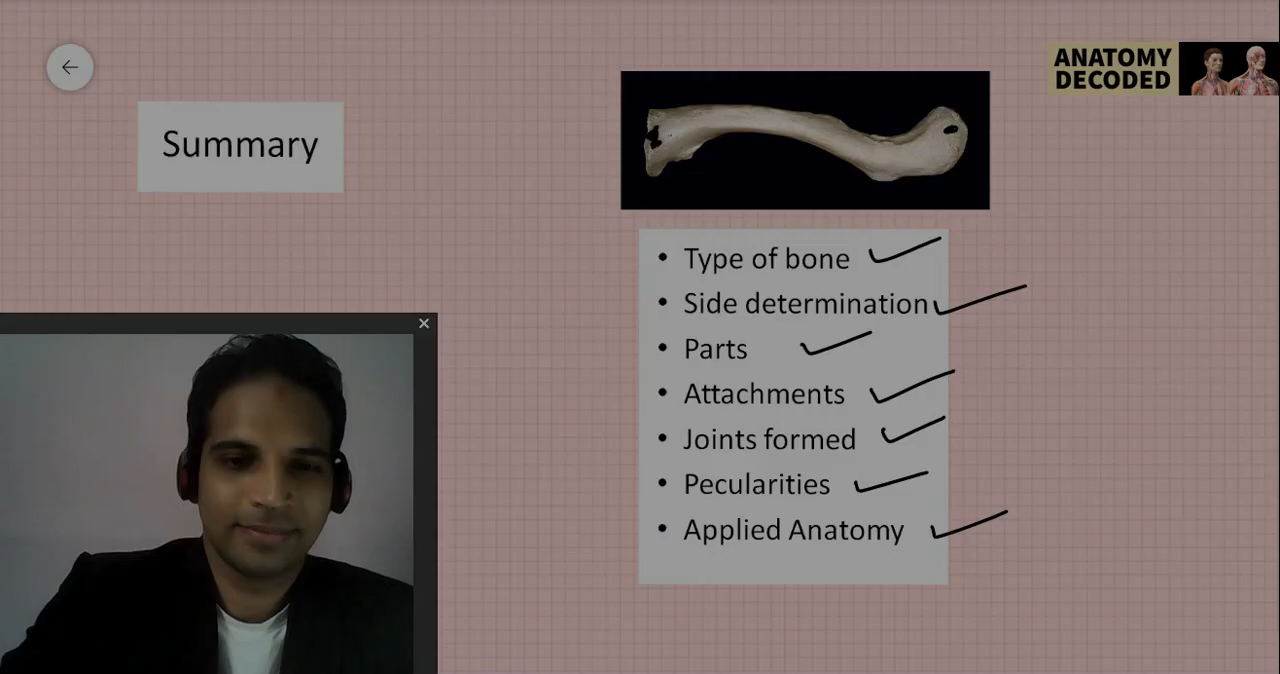 ANATOMY
DECODED
Summary
• Type of bone
• Side determination
• Parts
• Attachments
• Joints formed
• Pecularities
• Applied Anatomy